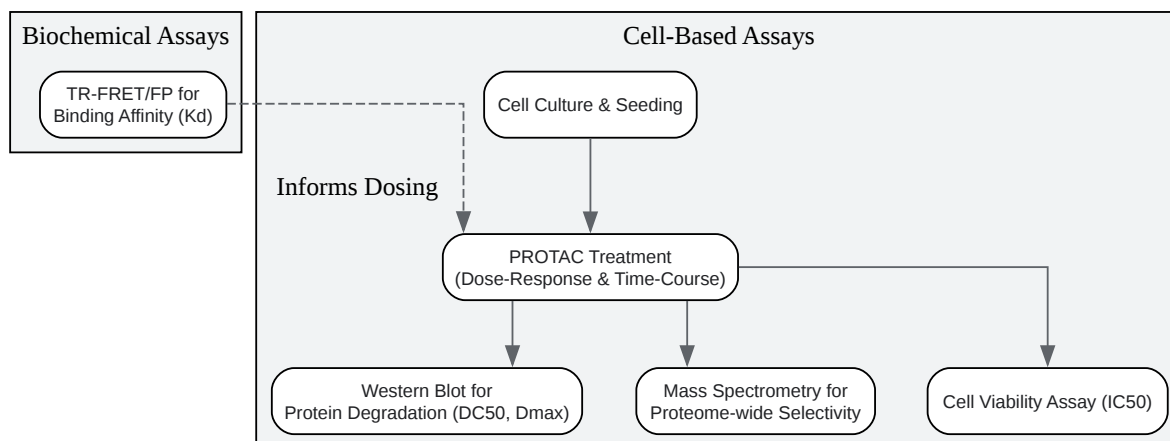 Biochemical Assays
TR-FRET/FP for
Binding Affinity (Kd)
Cell-Based Assays
Cell Culture & Seeding
Informs Dosing
PROTAC Treatment
(Dose-Response & Time-Course)
Western Blot for
Protein Degradation (DC50, Dmax)
Mass Spectrometry for
Proteome-wide Selectivity
Cell Viability Assay (IC50)